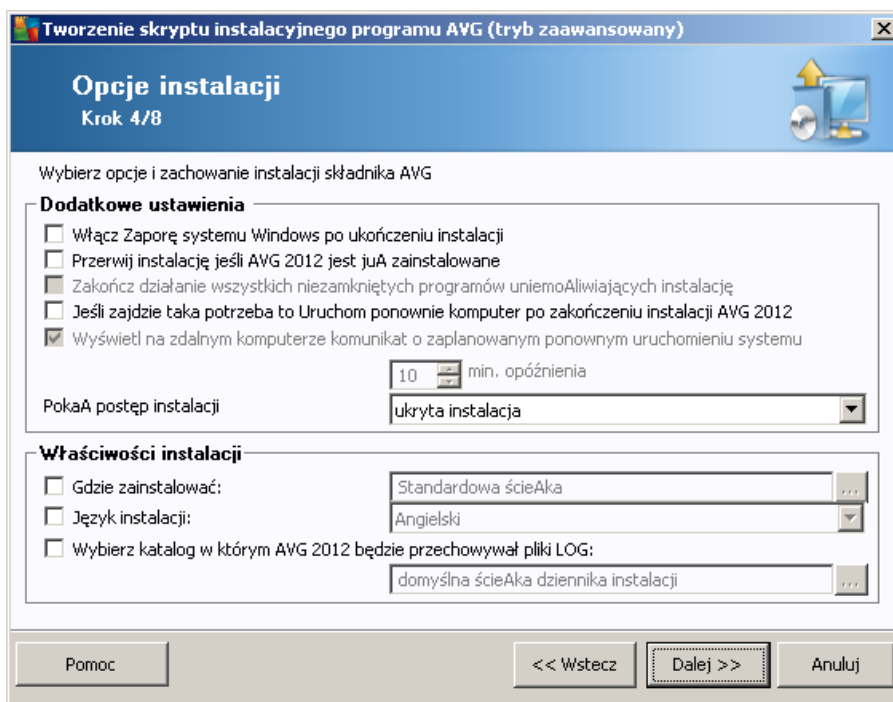 Tworzenie skryptu instalacyjnego programu AVG (tryb zaawansowany)
Opcje instalacji
Krok 4/8
Wybierz opcje i zachowanie instalacji składnika AVG
Dodatkowe ustawienia
Włącz Zaporę systemu Windows po ukończeniu instalacji
Przerwij instalację jeśli AVG 2012 jest juA zainstalowane
Zakończ działanie wszystkich niezamkniętych programów uniemoAliwiających instalację
Jeśli zajdzie taka potrzeba to Uruchom ponownie komputer po zakończeniu instalacji AVG 2012
Wyświetl na zdalnym komputerze komunikat o zaplanowanym ponownym uruchomieniu systemu
10 min. opóźnienia
PokaA postęp instalacji ukryta instalacja
Właściwości instalacji
Gdzie zainstalować: Standardowa ścieAka ...
Język instalacji: Angielski
Wybierz katalog w którym AVG 2012 będzie przechowywał pliki LOG:
domyślna ścieAka dziennika instalacji ...
Pomoc << Wstecz Dalej >> Anuluj